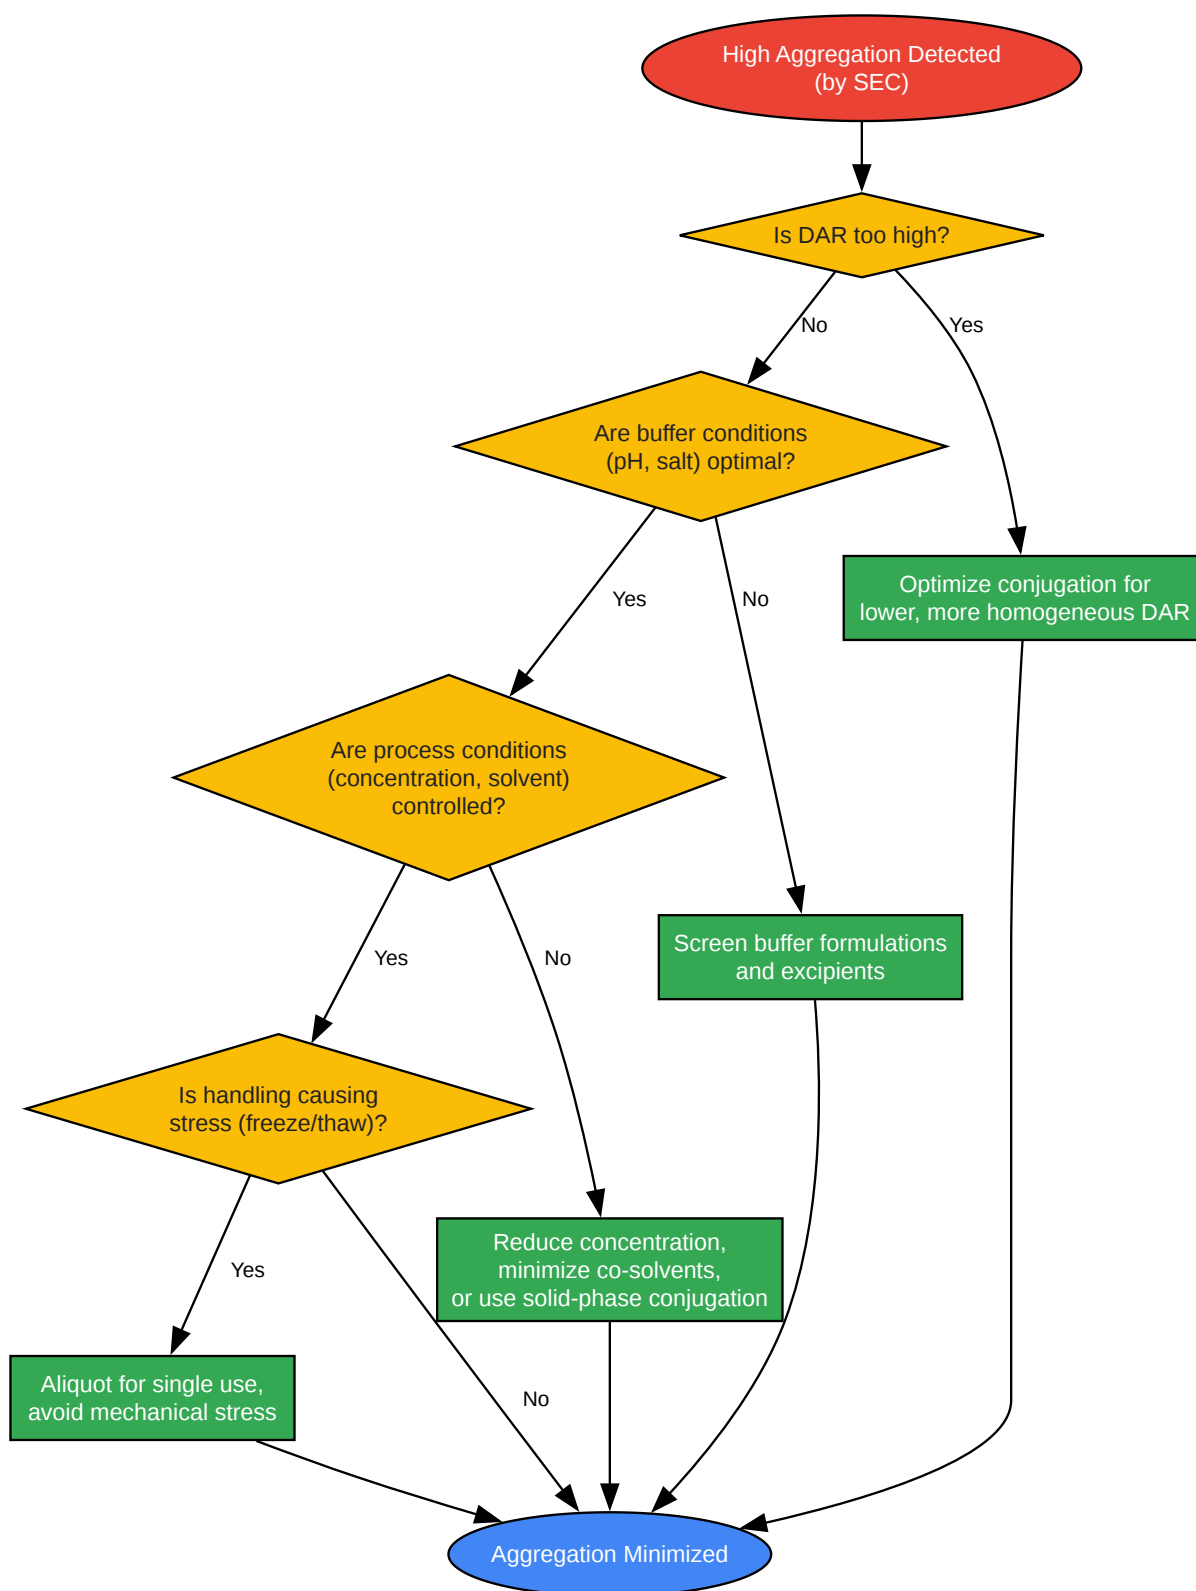 High Aggregation Detected
(by SEC)
Is DAR too high?
No
Yes
Are buffer conditions
(pH, salt) optimal?
Yes
No
Optimize conjugation for
lower, more homogeneous DAR
Are process conditions
(concentration, solvent)
controlled?
Yes
No
Screen buffer formulations
and excipients
Is handling causing
stress (freeze/thaw)?
Yes
No
Reduce concentration,
minimize co-solvents,
or use solid-phase conjugation
Aliquot for single use,
avoid mechanical stress
Aggregation Minimized